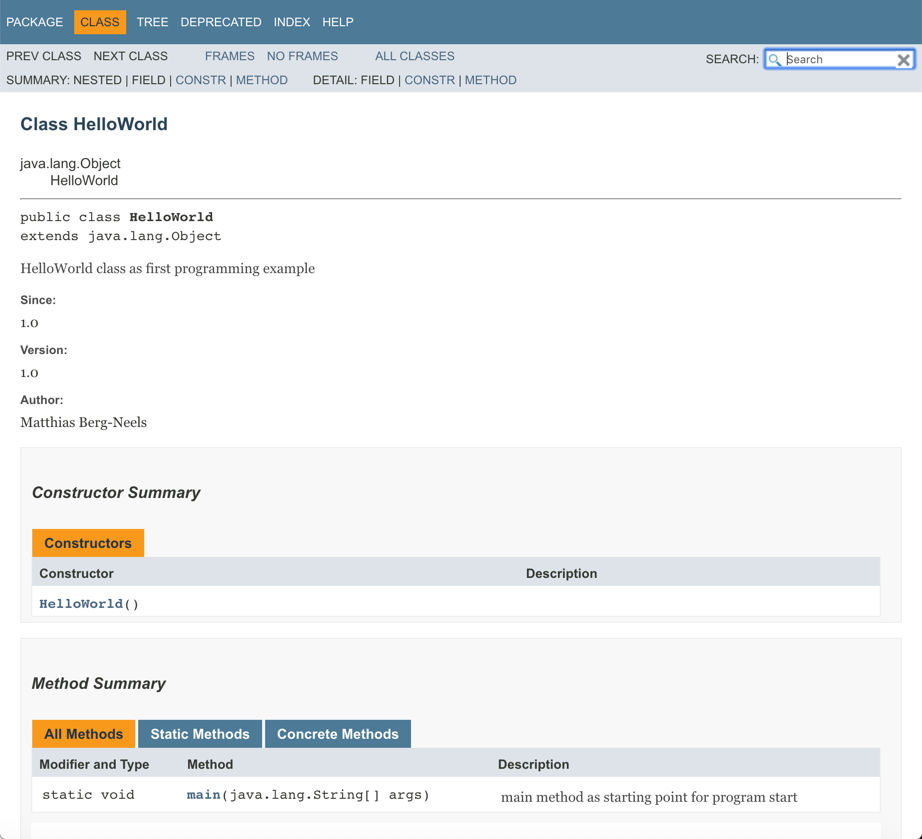 PACKAGE CLASS TREE DEPRECATED INDEX HELP
PREV CLASS NEXT CLASS FRAMES NO FRAMES ALL CLASSES SEARCH: Search
SUMMARY: NESTED | FIELD | CONSTR | METHOD DETAIL: FIELD | CONSTR | METHOD
Class HelloWorld
java.lang.Object
HelloWorld
public class HelloWorld
extends java.lang.Object
HelloWorld class as first programming example
Since:
1.0
Version:
1.0
Author:
Matthias Berg-Neels
Constructor Summary
Constructors
Constructor Description
HelloWorld()
Method Summary
All Methods Static Methods Concrete Methods
Modifier and Type Method Description
static void main(java.lang.String[] args) main method as starting point for program start